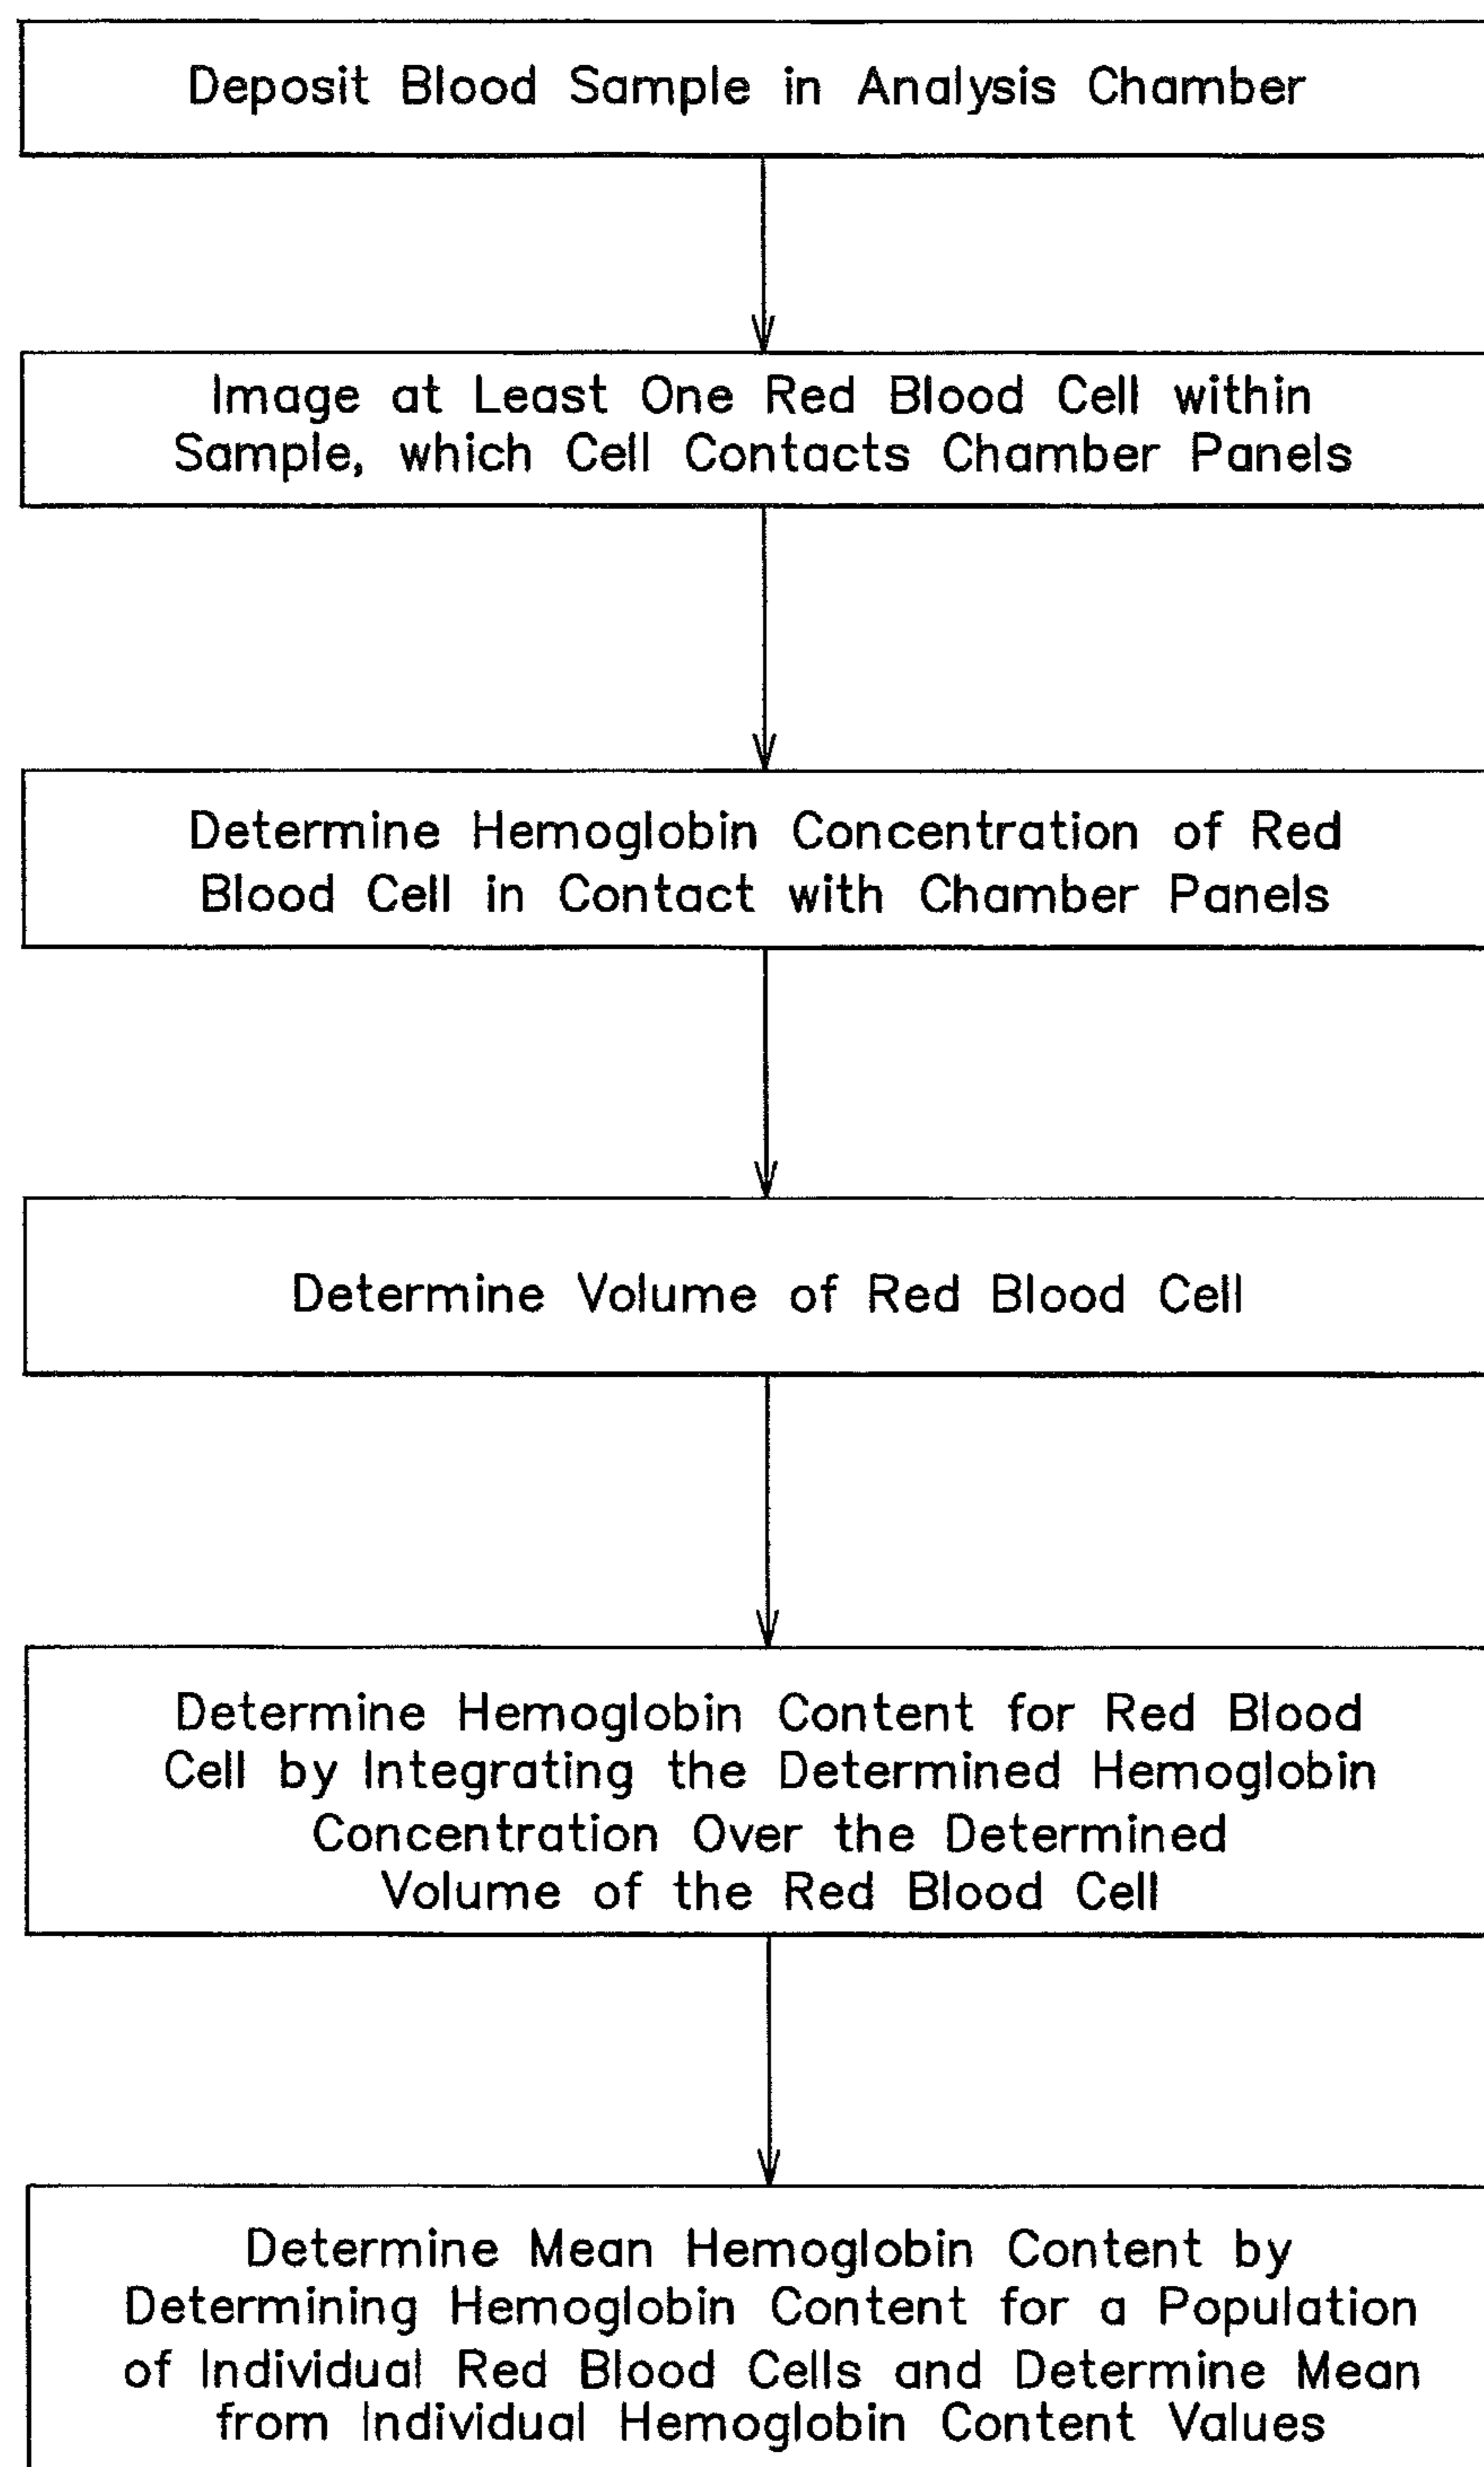 Deposit Blood Sample in Analysis Chamber
Image at Least One Red Blood Cell within
Sample, which Cell Contacts Chamber Panels
Determine Hemoglobin Concentration of Red
Blood Cell in Contact with Chamber Panels
Determine Volume of Red Blood Cell
Determine Hemoglobin Content for Red Blood
Cell by Integrating the Determined Hemoglobin
Concentration Over the Determined
Volume of the Red Blood Cell
Determine Mean Hemoglobin Content by
Determining Hemoglobin Content for a Population
of Individual Red Blood Cells and Determine Mean
from Individual Hemoglobin Content Values